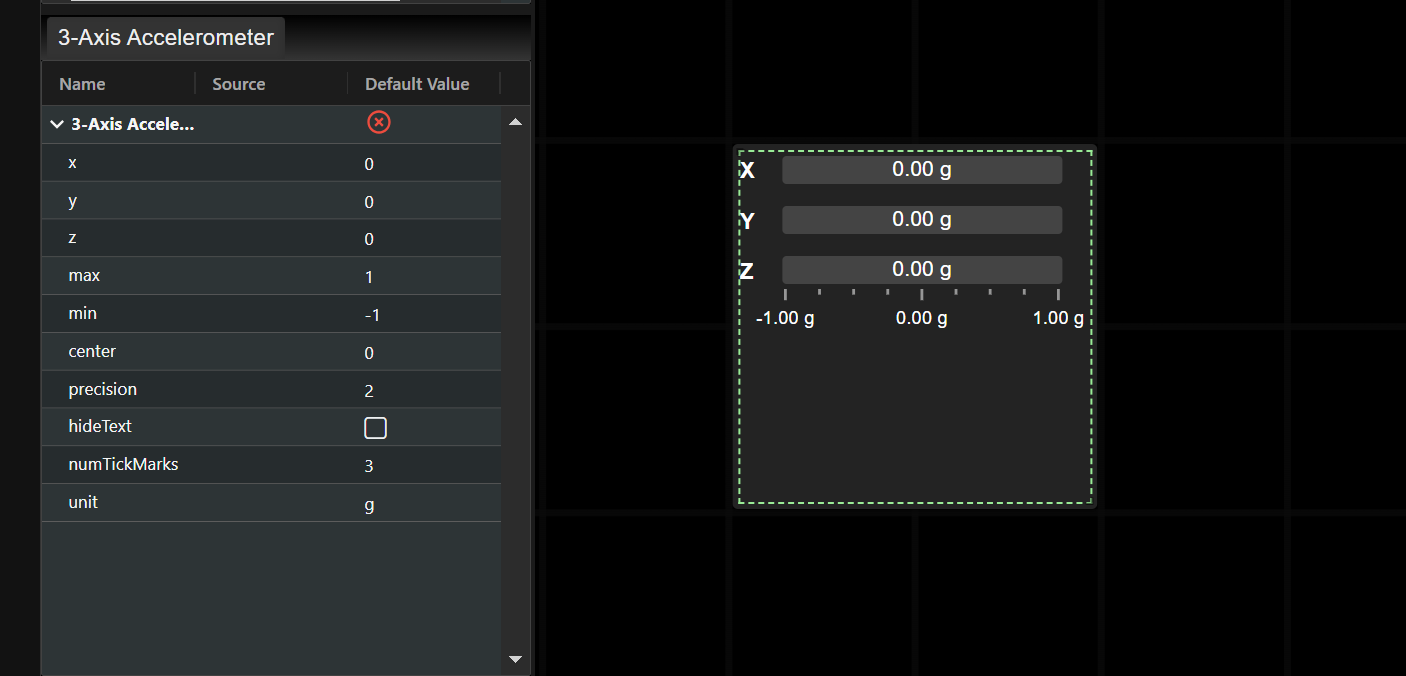 3-Axis Accelerometer
Name Source Default Value
3-Axis Accele...
x 0
y 0
z 0
max 1
min -1
center 0
precision 2
hideText
numTickMarks 3
unit g
X 0.00 g
Y 0.00 g
Z 0.00 g
-1.00 g 0.00 g 1.00 g